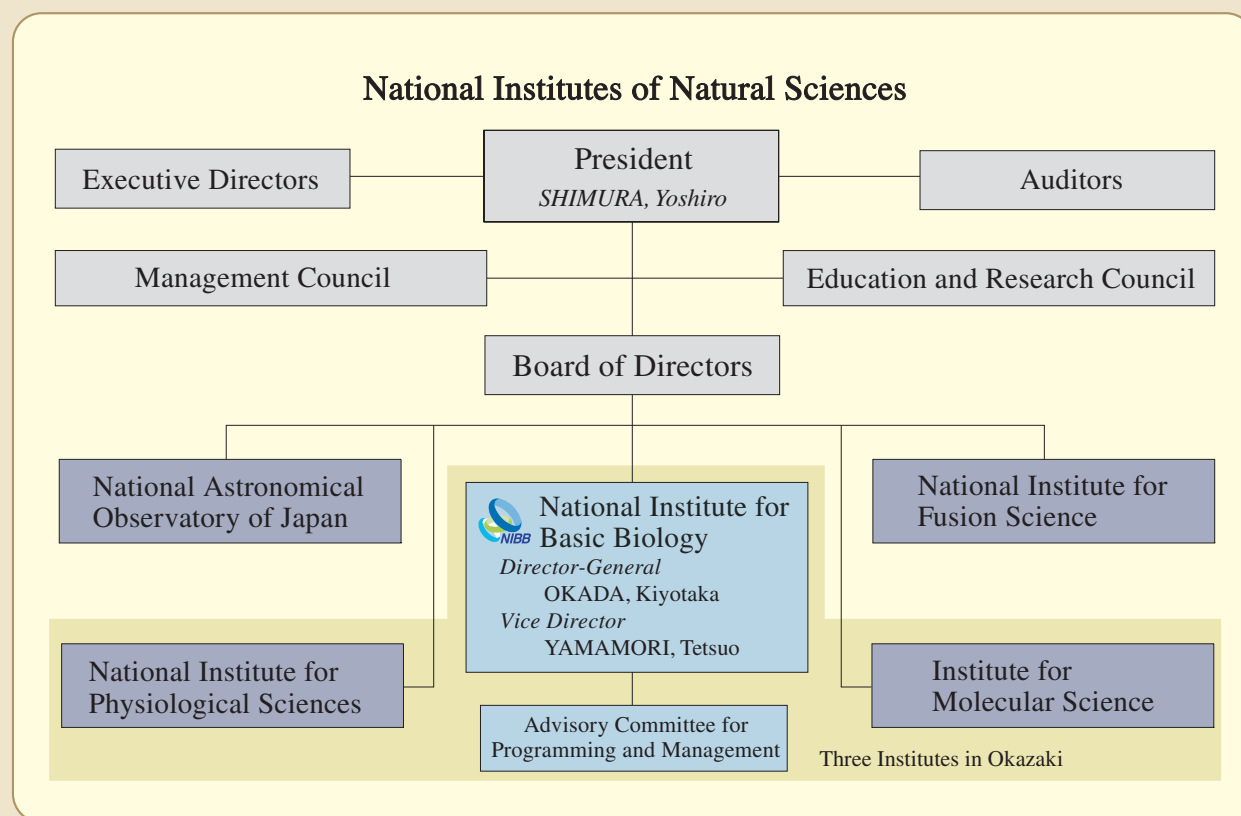 National Institutes of Natural Sciences
President
SHIMURA, Yoshiro
Executive Directors
Auditors
Management Council
Education and Research Council
Board of Directors
National Astronomical
Observatory of Japan
NIBB
National Institute for
Basic Biology
Director-General
OKADA, Kiyotaka
Vice Director
YAMAMORI, Tetsuo
National Institute for
Fusion Science
National Institute for
Physiological Sciences
Institute for
Molecular Science
Advisory Committee for
Programming and Management
Three Institutes in Okazaki